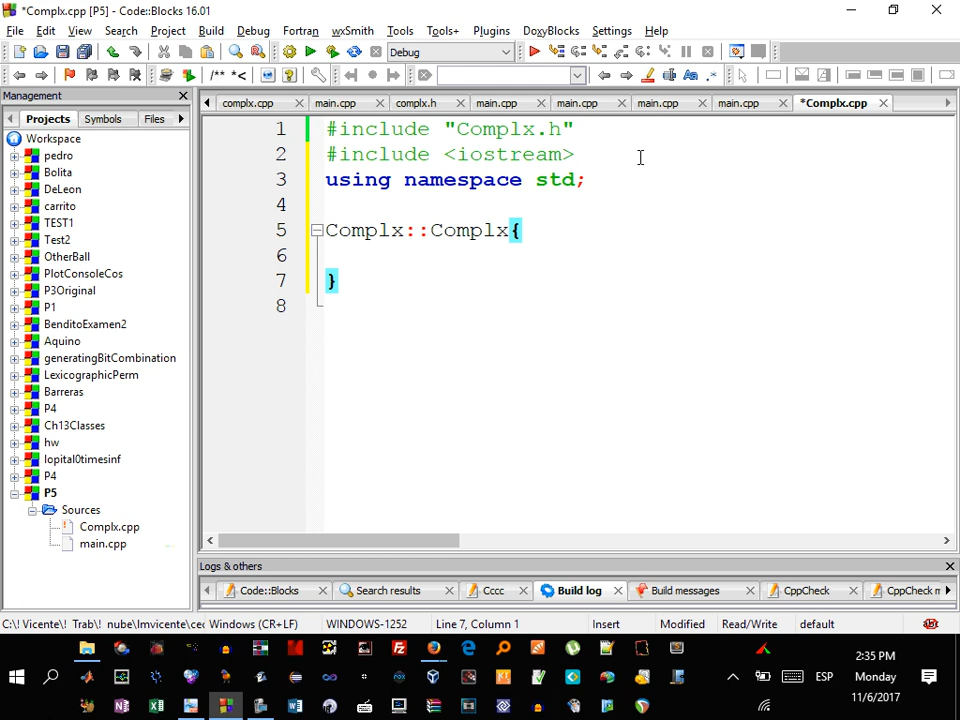 *Complx.cpp [P5] - Code::Blocks 16.01
File Edit View Search Project Build Debug Fortran wxSmith Tools Tools+ Plugins DoxyBlocks Settings Help
Debug
/** *<
Management
complx.cpp main.cpp complx.h main.cpp main.cpp main.cpp main.cpp *Complx.cpp
Projects Symbols Files
Workspace
pedro
Bolita
DeLeon
carrito
TEST1
Test2
OtherBall
PlotConsoleCos
P3Original
P1
BenditoExamen2
Aquino
generatingBitCombination
LexicographicPerm
Barreras
P4
Ch13Classes
hw
lopital0timesinf
P4
P5
Sources
Complx.cpp
main.cpp
1 #include "Complx.h"
2 #include <iostream>
3 using namespace std;
4
5 Complx::Complx{
6
7 }
8
Logs & others
Code::Blocks Search results Cccc Build log Build messages CppCheck CppCheck m
C:\! Vicente\! Trab\! nube\lmvicente\cec Windows (CR+LF) WINDOWS-1252 Line 7, Column 1 Insert Modified Read/Write default
2:35 PM
ESP Monday
11/6/2017